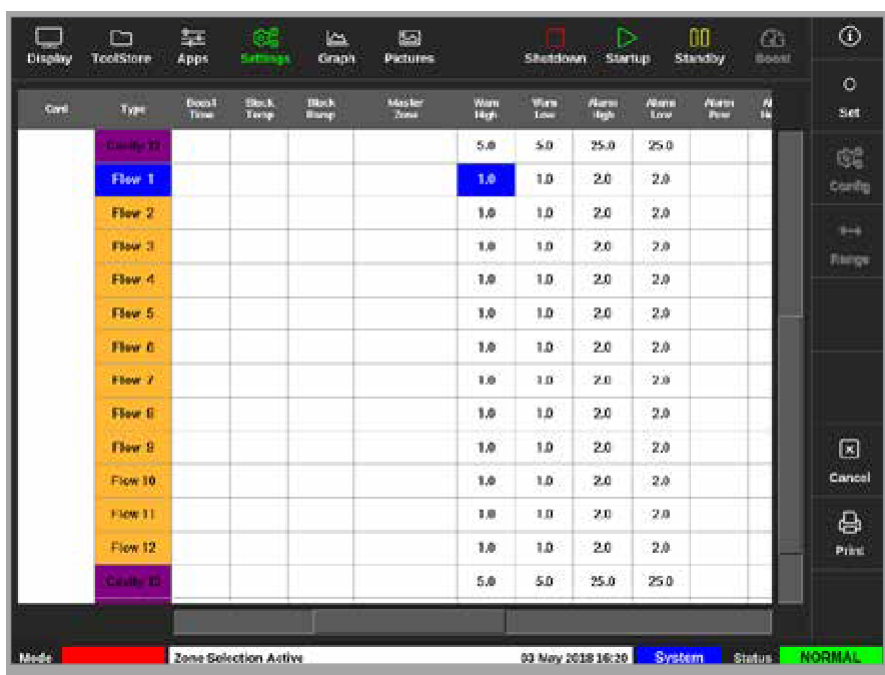 Display ToolStore Apps Settings Graph Pictures Shutdown Startup Standby Boost
Set
Config
Range
Cancel
Print
Card Type Boost Time Block Temp Block Ramp Master Zone Warn High Warn Low Alarm High Alarm Low Alarm Powr
Cavity 5.0 5.0 25.0 25.0
Flow 1 1.0 1.0 2.0 2.0
Flow 2 1.0 1.0 2.0 2.0
Flow 3 1.0 1.0 2.0 2.0
Flow 4 1.0 1.0 2.0 2.0
Flow 5 1.0 1.0 2.0 2.0
Flow 6 1.0 1.0 2.0 2.0
Flow 7 1.0 1.0 2.0 2.0
Flow 8 1.0 1.0 2.0 2.0
Flow 9 1.0 1.0 2.0 2.0
Flow 10 1.0 1.0 2.0 2.0
Flow 11 1.0 1.0 2.0 2.0
Flow 12 1.0 1.0 2.0 2.0
Cavity 5.0 5.0 25.0 25.0
Mode Zone Selection Active 03 May 2018 16:20 System Status NORMAL